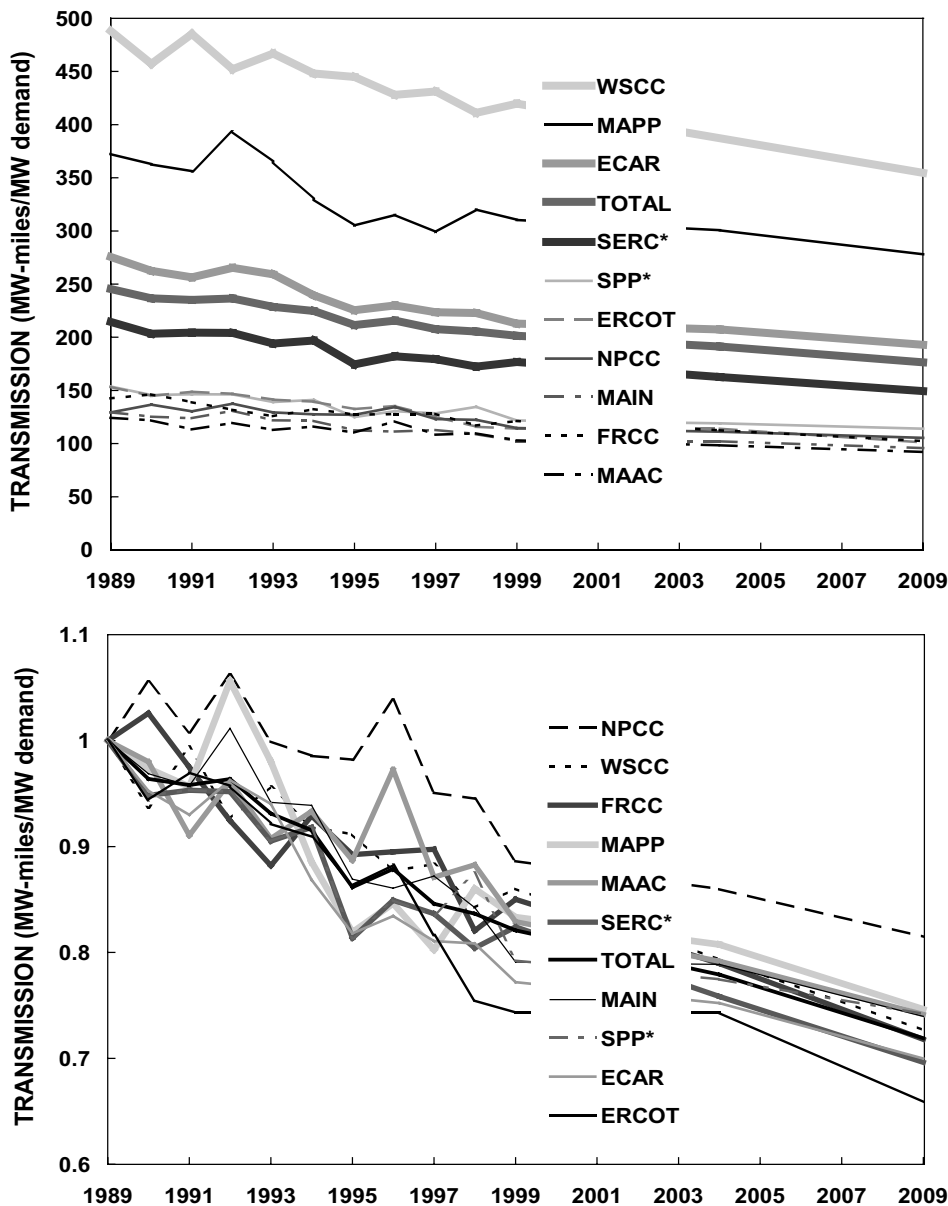 TRANSMISSION (MW-miles/MW demand)
500
450
400
350
300
250
200
150
100
50
0
WSCC
MAPP
ECAR
TOTAL
SERC*
SPP*
ERCOT
NPCC
MAIN
FRCC
MAAC
1989 1991 1993 1995 1997 1999 2001 2003 2005 2007 2009
TRANSMISSION (MW-miles/MW demand)
1.1
1
0.9
0.8
0.7
0.6
NPCC
WSCC
FRCC
MAPP
MAAC
SERC*
TOTAL
MAIN
SPP*
ECAR
ERCOT
1989 1991 1993 1995 1997 1999 2001 2003 2005 2007 2009